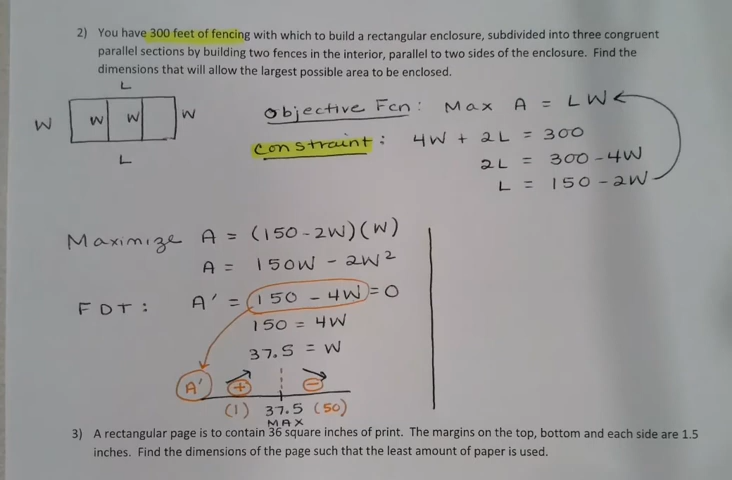 2) You have 300 feet of fencing with which to build a rectangular enclosure, subdivided into three congruent
parallel sections by building two fences in the interior, parallel to two sides of the enclosure. Find the
dimensions that will allow the largest possible area to be enclosed.
L
W W W W
L
Objective Fcn: Max A = LW
Constraint: 4W + 2L = 300
2L = 300 - 4W
L = 150 - 2W
Maximize A = (150 - 2W)(W)
A = 150W - 2W²
FDT: A' = 150 - 4W = 0
150 = 4W
37.5 = W
A' + -
(1) 37.5 (50)
MAX
3) A rectangular page is to contain 36 square inches of print. The margins on the top, bottom and each side are 1.5
inches. Find the dimensions of the page such that the least amount of paper is used.